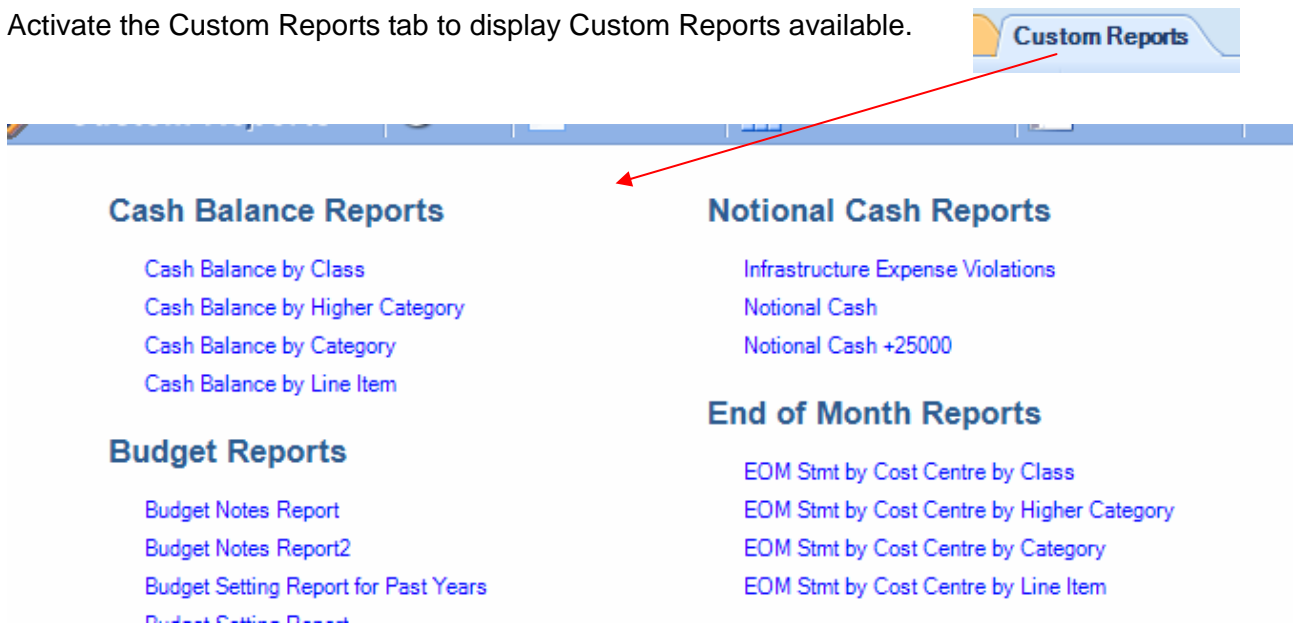 Activate the Custom Reports tab to display Custom Reports available.
Custom Reports
Cash Balance Reports
Cash Balance by Class
Cash Balance by Higher Category
Cash Balance by Category
Cash Balance by Line Item
Budget Reports
Budget Notes Report
Budget Notes Report2
Budget Setting Report for Past Years
Budget Setting Report
Notional Cash Reports
Infrastructure Expense Violations
Notional Cash
Notional Cash +25000
End of Month Reports
EOM Stmt by Cost Centre by Class
EOM Stmt by Cost Centre by Higher Category
EOM Stmt by Cost Centre by Category
EOM Stmt by Cost Centre by Line Item